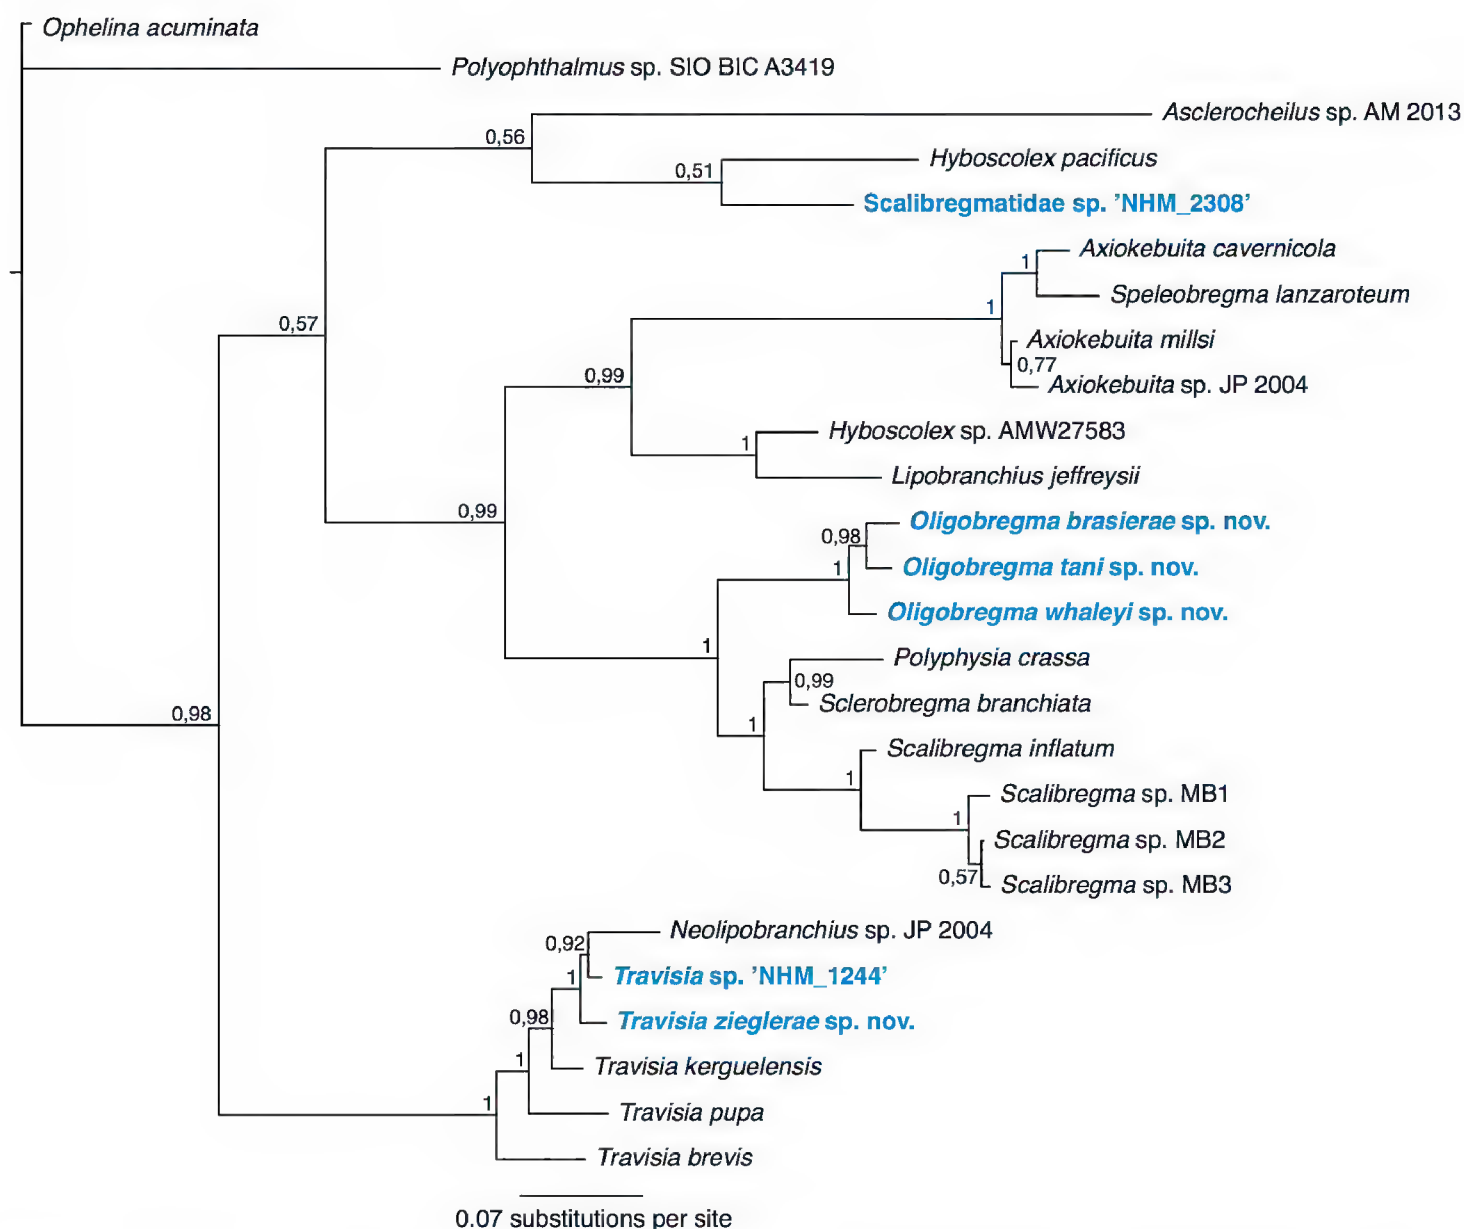 Ophelina acuminata
Polyophthalmus sp. SIO BIC A3419
Asclerocheilus sp. AM 2013
0,56
Hyboscolex pacificus
0,51
Scalibregmatidae sp. ’NHM_2308’
Axiokebuita cavernicola
1
Speleobregma lanzaroteum
1
0,57
Axiokebuita millsi
0,77
0,99
Axiokebuita sp. JP 2004
Hyboscolex sp. AMW27583
1
Lipobranchius jeffreysii
0,99
Oligobregma brasierae sp. nov.
0,98
Oligobregma tani sp. nov.
1
Oligobregma whaleyi sp. nov.
1
Polyphysia crassa
0,99
Sclerobregma branchiata
0,98
1
Scalibregma inflatum
1
Scalibregma sp. MB1
1
Scalibregma sp. MB2
0,57
Scalibregma sp. MB3
Neolipobranchius sp. JP 2004
0,92
Travisia sp. ’NHM_1244’
1
Travisia zieglerae sp. nov.
0,98
Travisia kerguelensis
1
Travisia pupa
1
Travisia brevis
0.07 substitutions per site